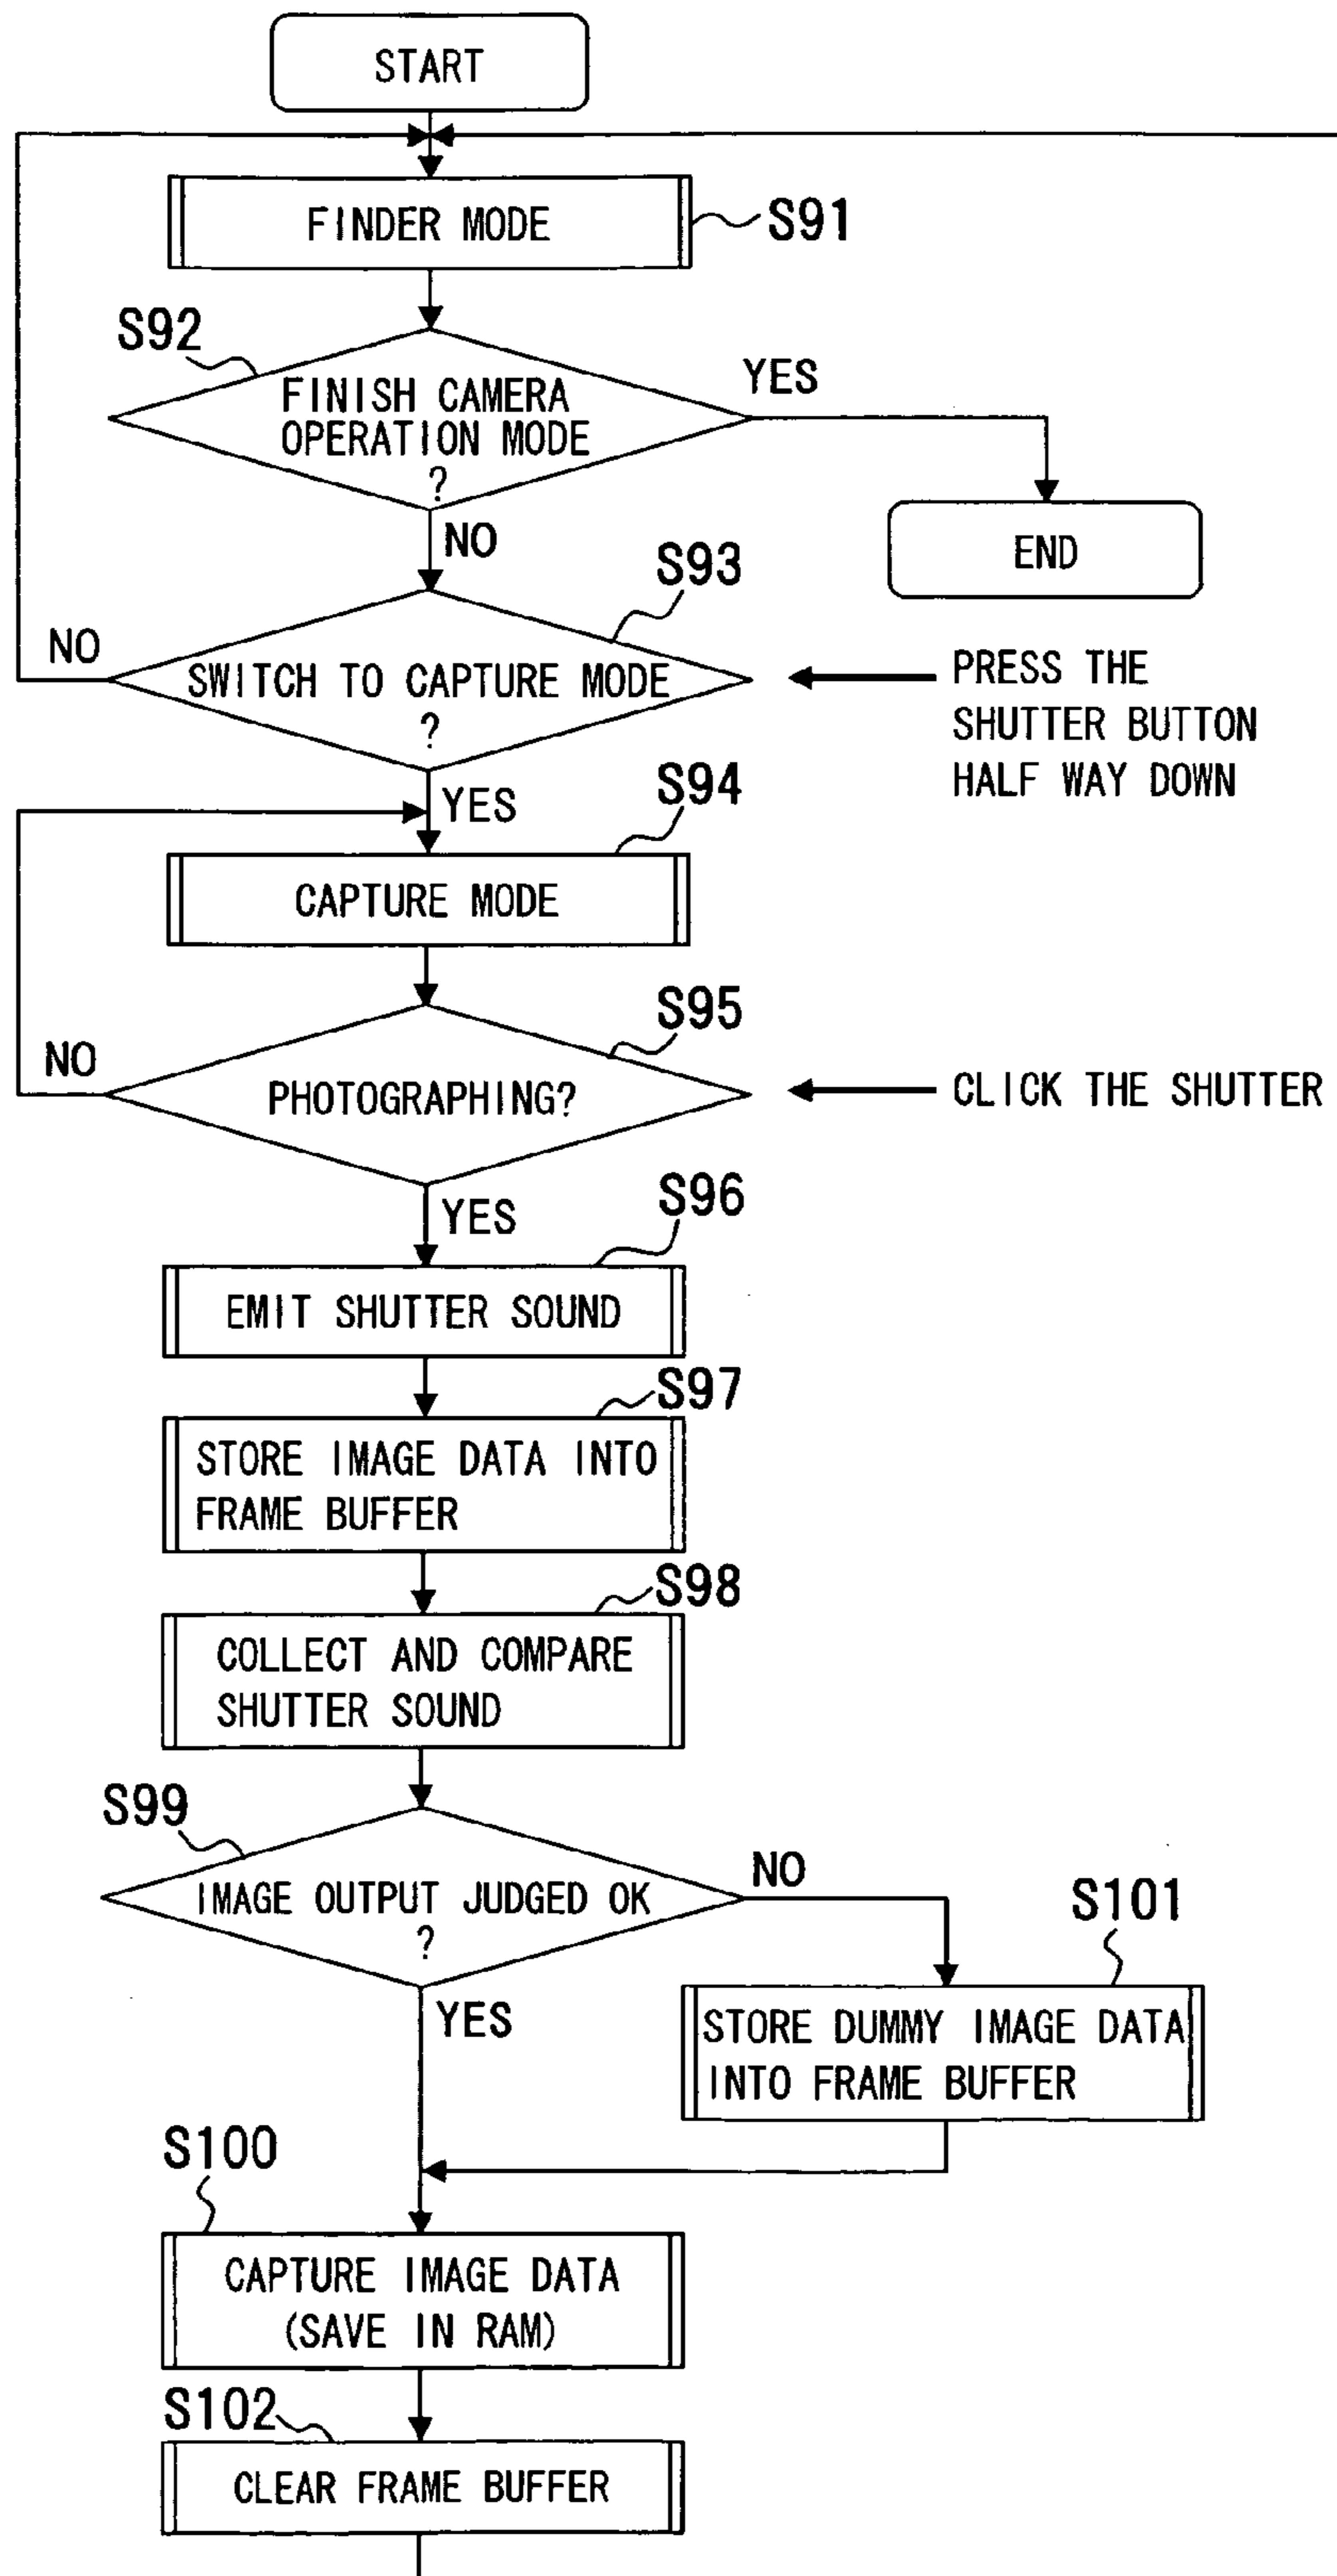 START
FINDER MODE
S91
S92
FINISH CAMERA
OPERATION MODE
?
YES
END
NO
S93
SWITCH TO CAPTURE MODE
?
NO
PRESS THE
SHUTTER BUTTON
HALF WAY DOWN
YES
S94
CAPTURE MODE
S95
PHOTOGRAPHING?
NO
CLICK THE SHUTTER
YES
S96
EMIT SHUTTER SOUND
S97
STORE IMAGE DATA INTO
FRAME BUFFER
S98
COLLECT AND COMPARE
SHUTTER SOUND
S99
IMAGE OUTPUT JUDGED OK
?
NO
S101
STORE DUMMY IMAGE DATA
INTO FRAME BUFFER
YES
S100
CAPTURE IMAGE DATA
(SAVE IN RAM)
S102
CLEAR FRAME BUFFER